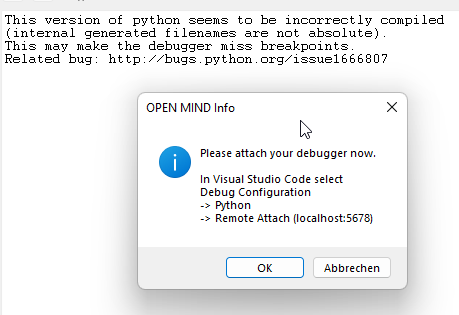 This version of python seems to be incorrectly compiled
(internal generated filenames are not absolute).
This may make the debugger miss breakpoints.
Related bug: http://bugs.python.org/issue1666807
OPEN MIND Info
Please attach your debugger now.
In Visual Studio Code select
Debug Configuration
-> Python
-> Remote Attach (localhost:5678)
OK
Abbrechen